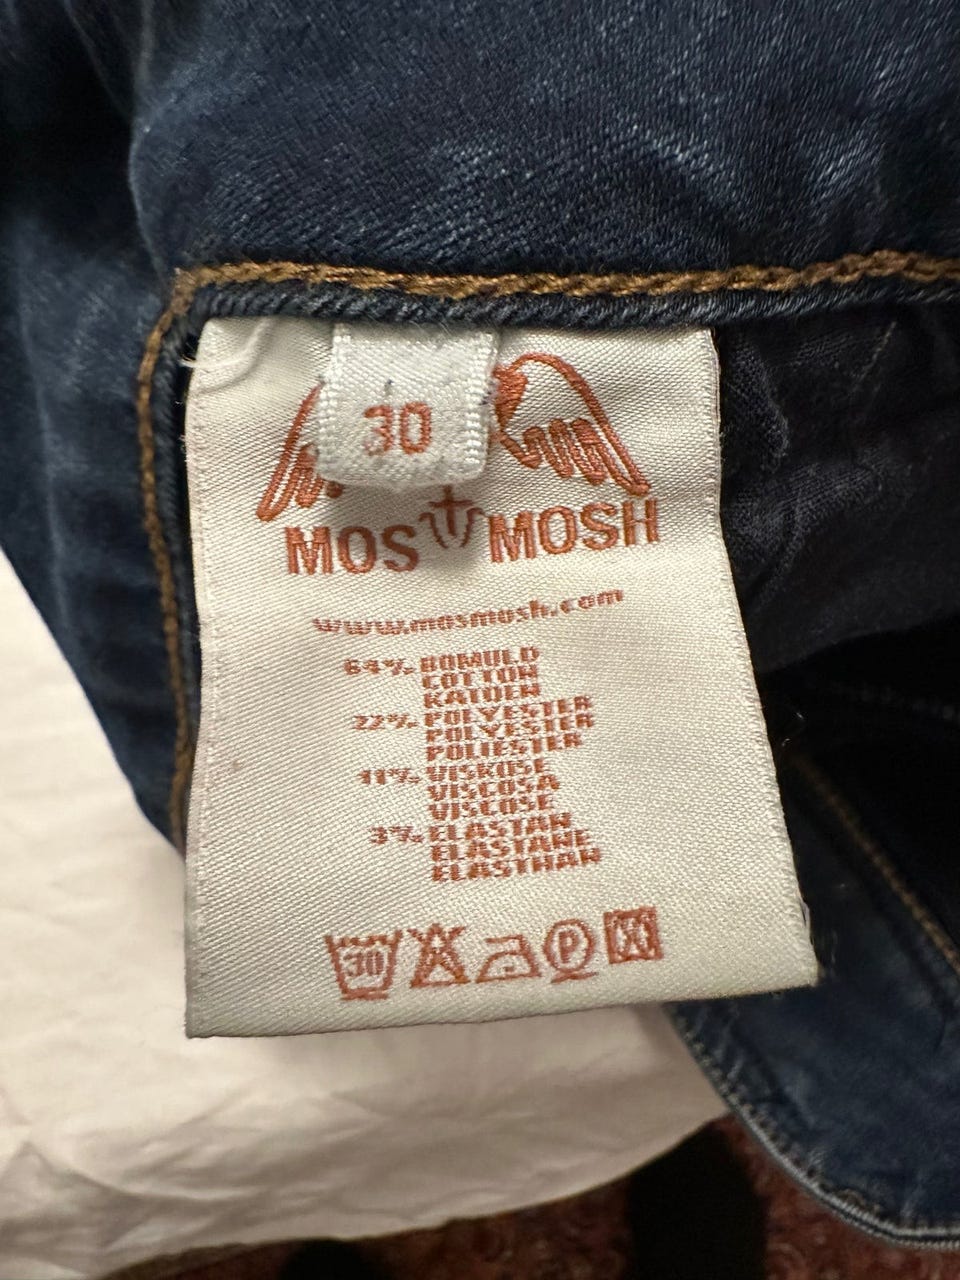 30
MOS MOSH
www.mosmosh.com
64% BOMULD
COTTON
KATOEN
22% POLYESTER
POLYESTER
POLIESTER
11% VISKOSE
VISCOSA
VISCOSE
3% ELASTAN
ELASTANE
ELASTHAN
30 P